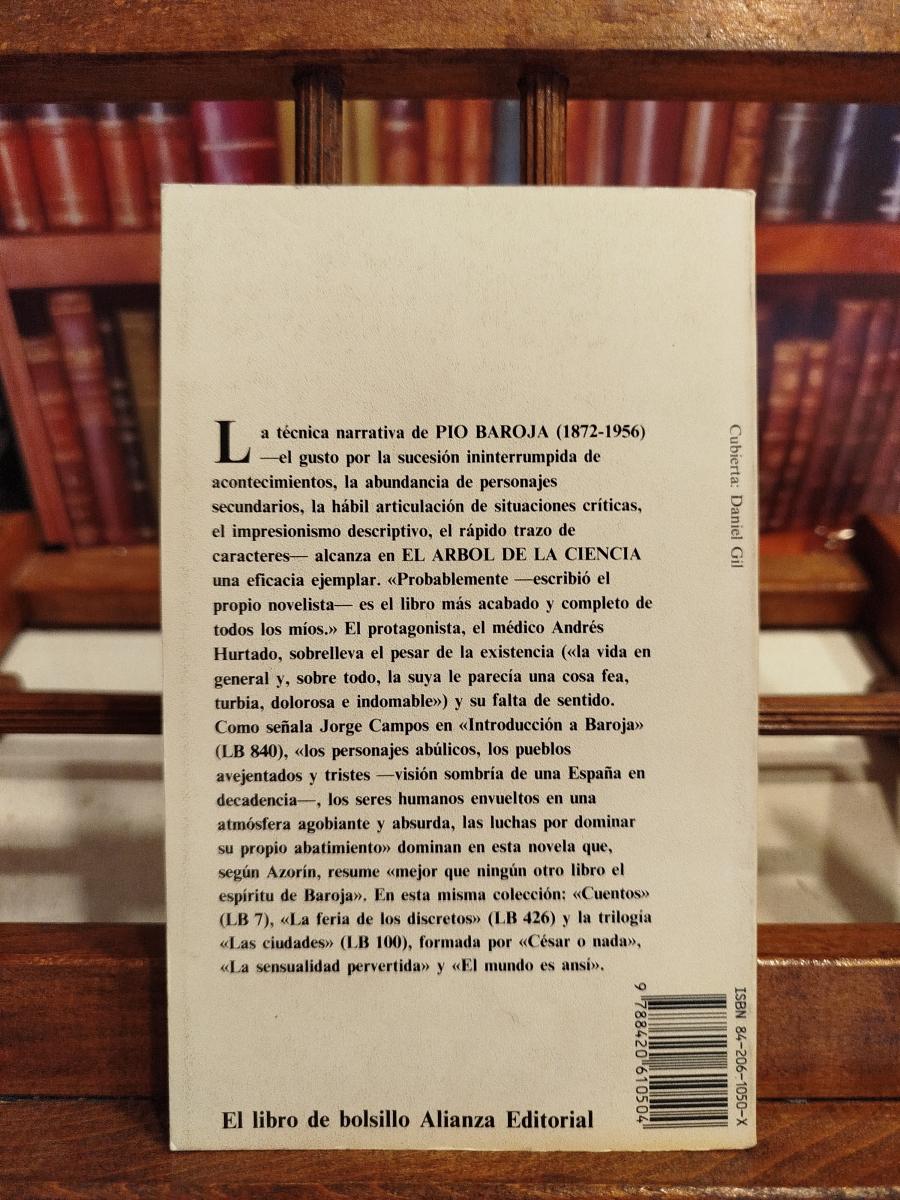 La técnica narrativa de PIO BAROJA (1872-1956)
—el gusto por la sucesión ininterrumpida de
acontecimientos, la abundancia de personajes
secundarios, la hábil articulación de situaciones críticas,
el impresionismo descriptivo, el rápido trazo de
caracteres— alcanza en EL ARBOL DE LA CIENCIA
una eficacia ejemplar. «Probablemente —escribió el
propio novelista— es el libro más acabado y completo de
todos los míos.» El protagonista, el médico Andrés
Hurtado, sobrelleva el pesar de la existencia («la vida en
general y, sobre todo, la suya le parecía una cosa fea,
turbia, dolorosa e indomable») y su falta de sentido.
Como señala Jorge Campos en «Introducción a Baroja»
(LB 840), «los personajes abúlicos, los pueblos
avejentados y tristes —visión sombría de una España en
decadencia—, los seres humanos envueltos en una
atmósfera agobiante y absurda, las luchas por dominar
su propio abatimiento» dominan en esta novela que,
según Azorín, resume «mejor que ningún otro libro el
espíritu de Baroja». En esta misma colección: «Cuentos»
(LB 7), «La feria de los discretos» (LB 426) y la trilogía
«Las ciudades» (LB 100), formada por «César o nada»,
«La sensualidad pervertida» y «El mundo es ansí».
Cubierta: Daniel Gil
ISBN 84-206-1050-X
9 788420 610504
El libro de bolsillo Alianza Editorial